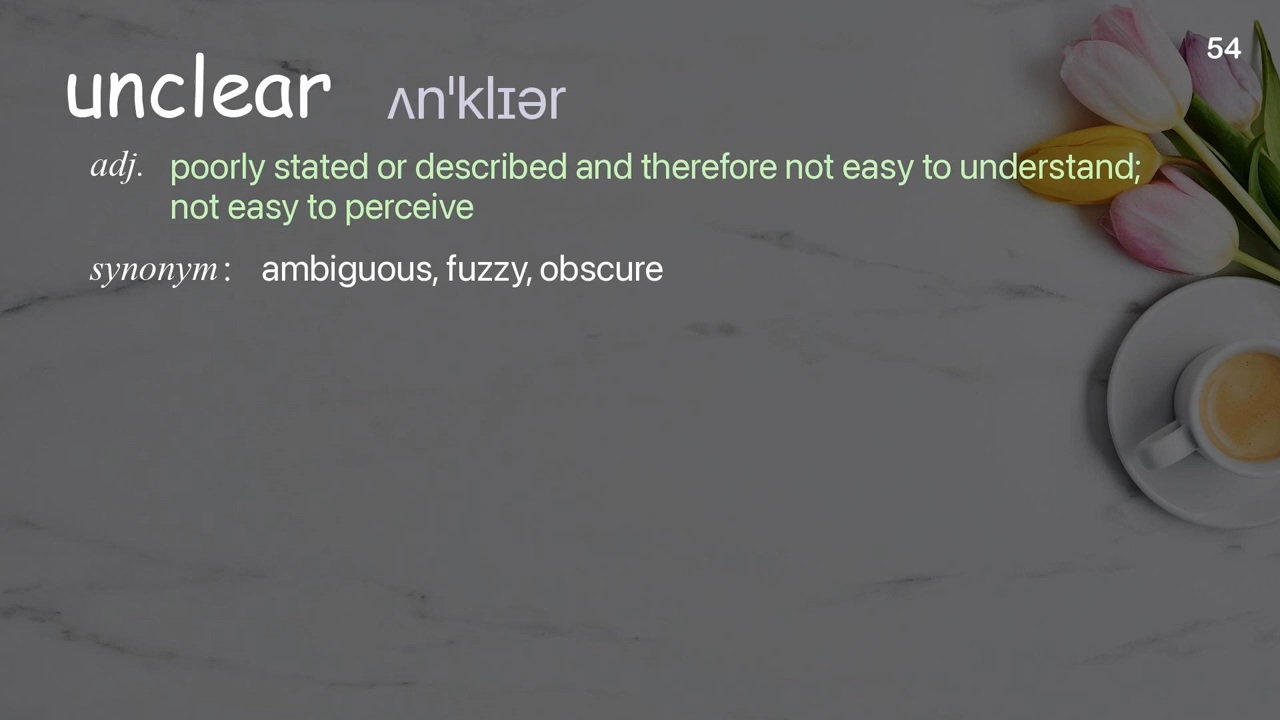 54
unclear ʌn'klɪər
adj. poorly stated or described and therefore not easy to understand;
not easy to perceive
synonym: ambiguous, fuzzy, obscure